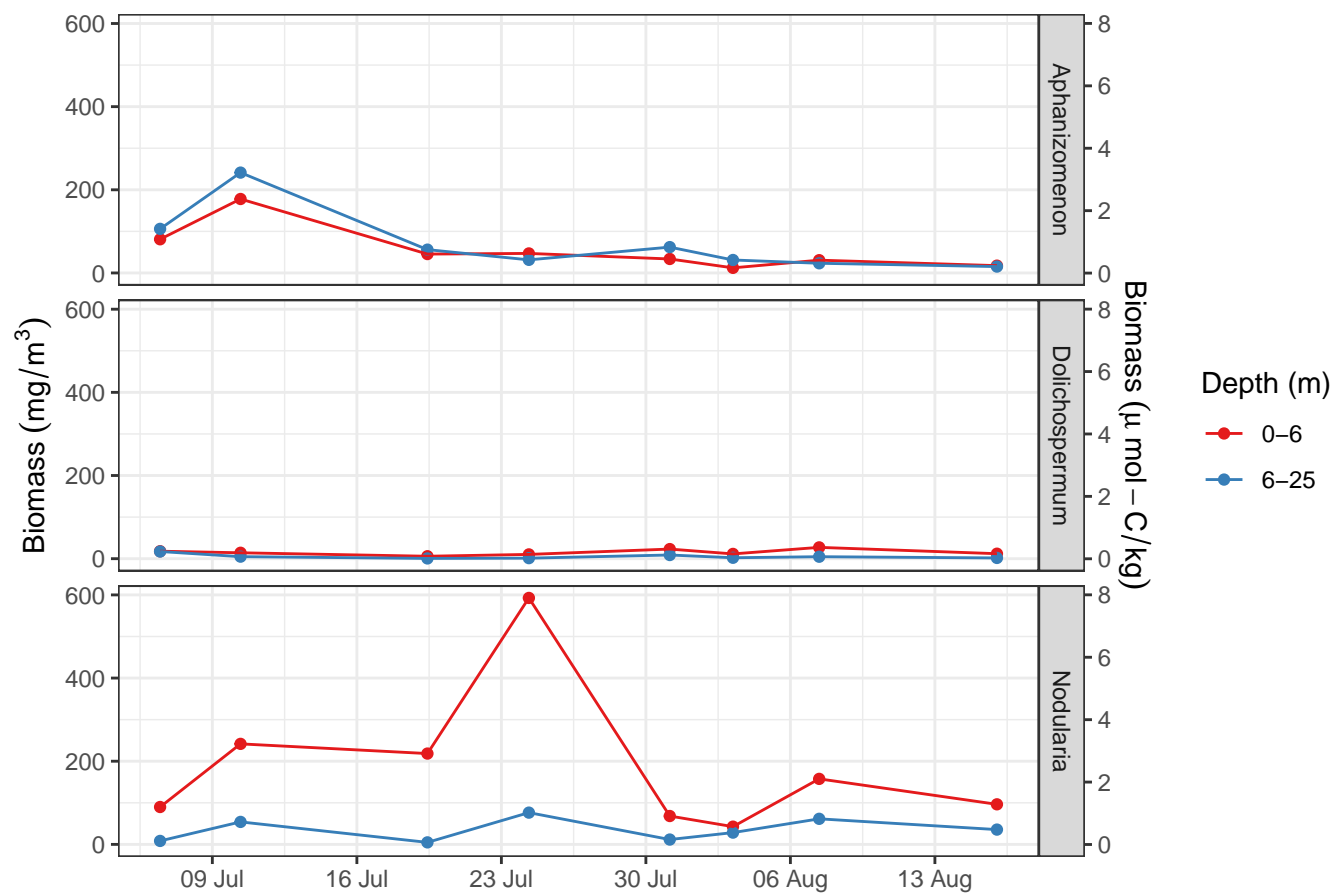 600
400
200
0
8
6
4
2
0
Aphanizomenon
600
400
200
0
8
6
4
2
0
Dolichospermum
600
400
200
0
8
6
4
2
0
Nodularia
09 Jul
16 Jul
23 Jul
30 Jul
06 Aug
13 Aug
Biomass (mg/m³)
Biomass (μ mol−C/kg)
Depth (m)
0−6
6−25